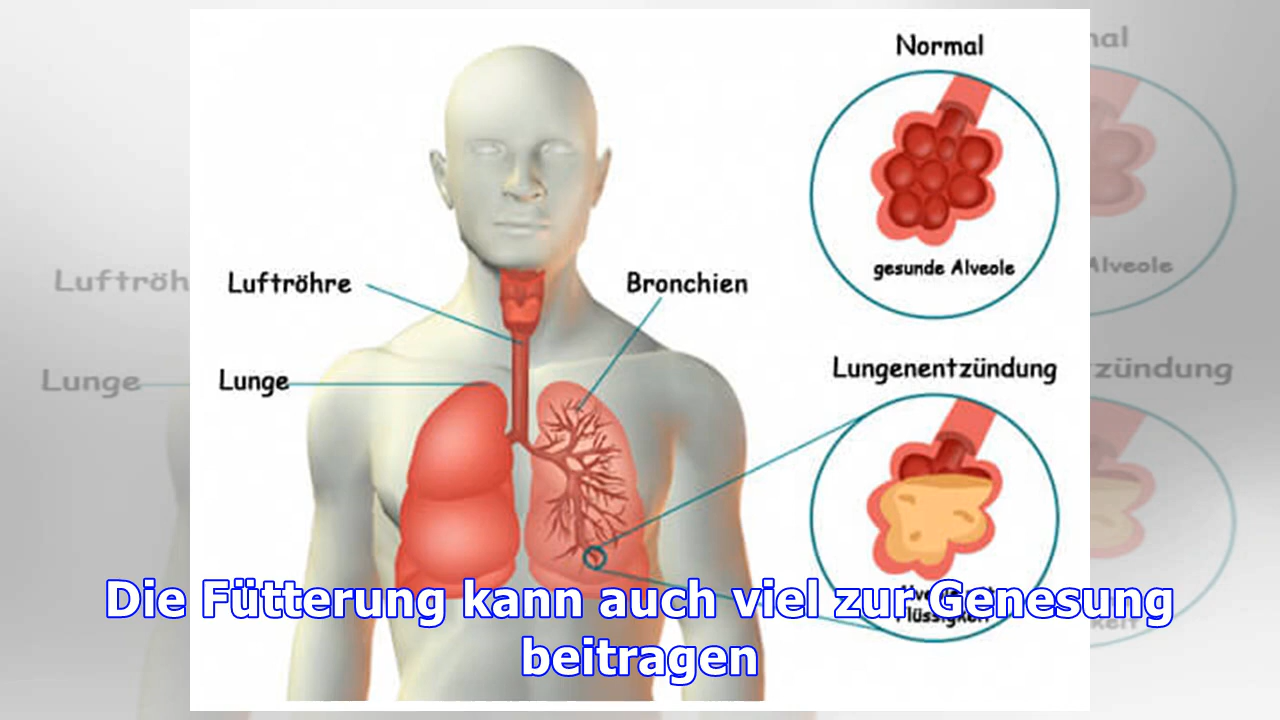 Normal
gesunde Alveole
Luftröhre
Bronchien
Lungenentzündung
Lunge
Die Fütterung kann auch viel zur Genesung
beitragen